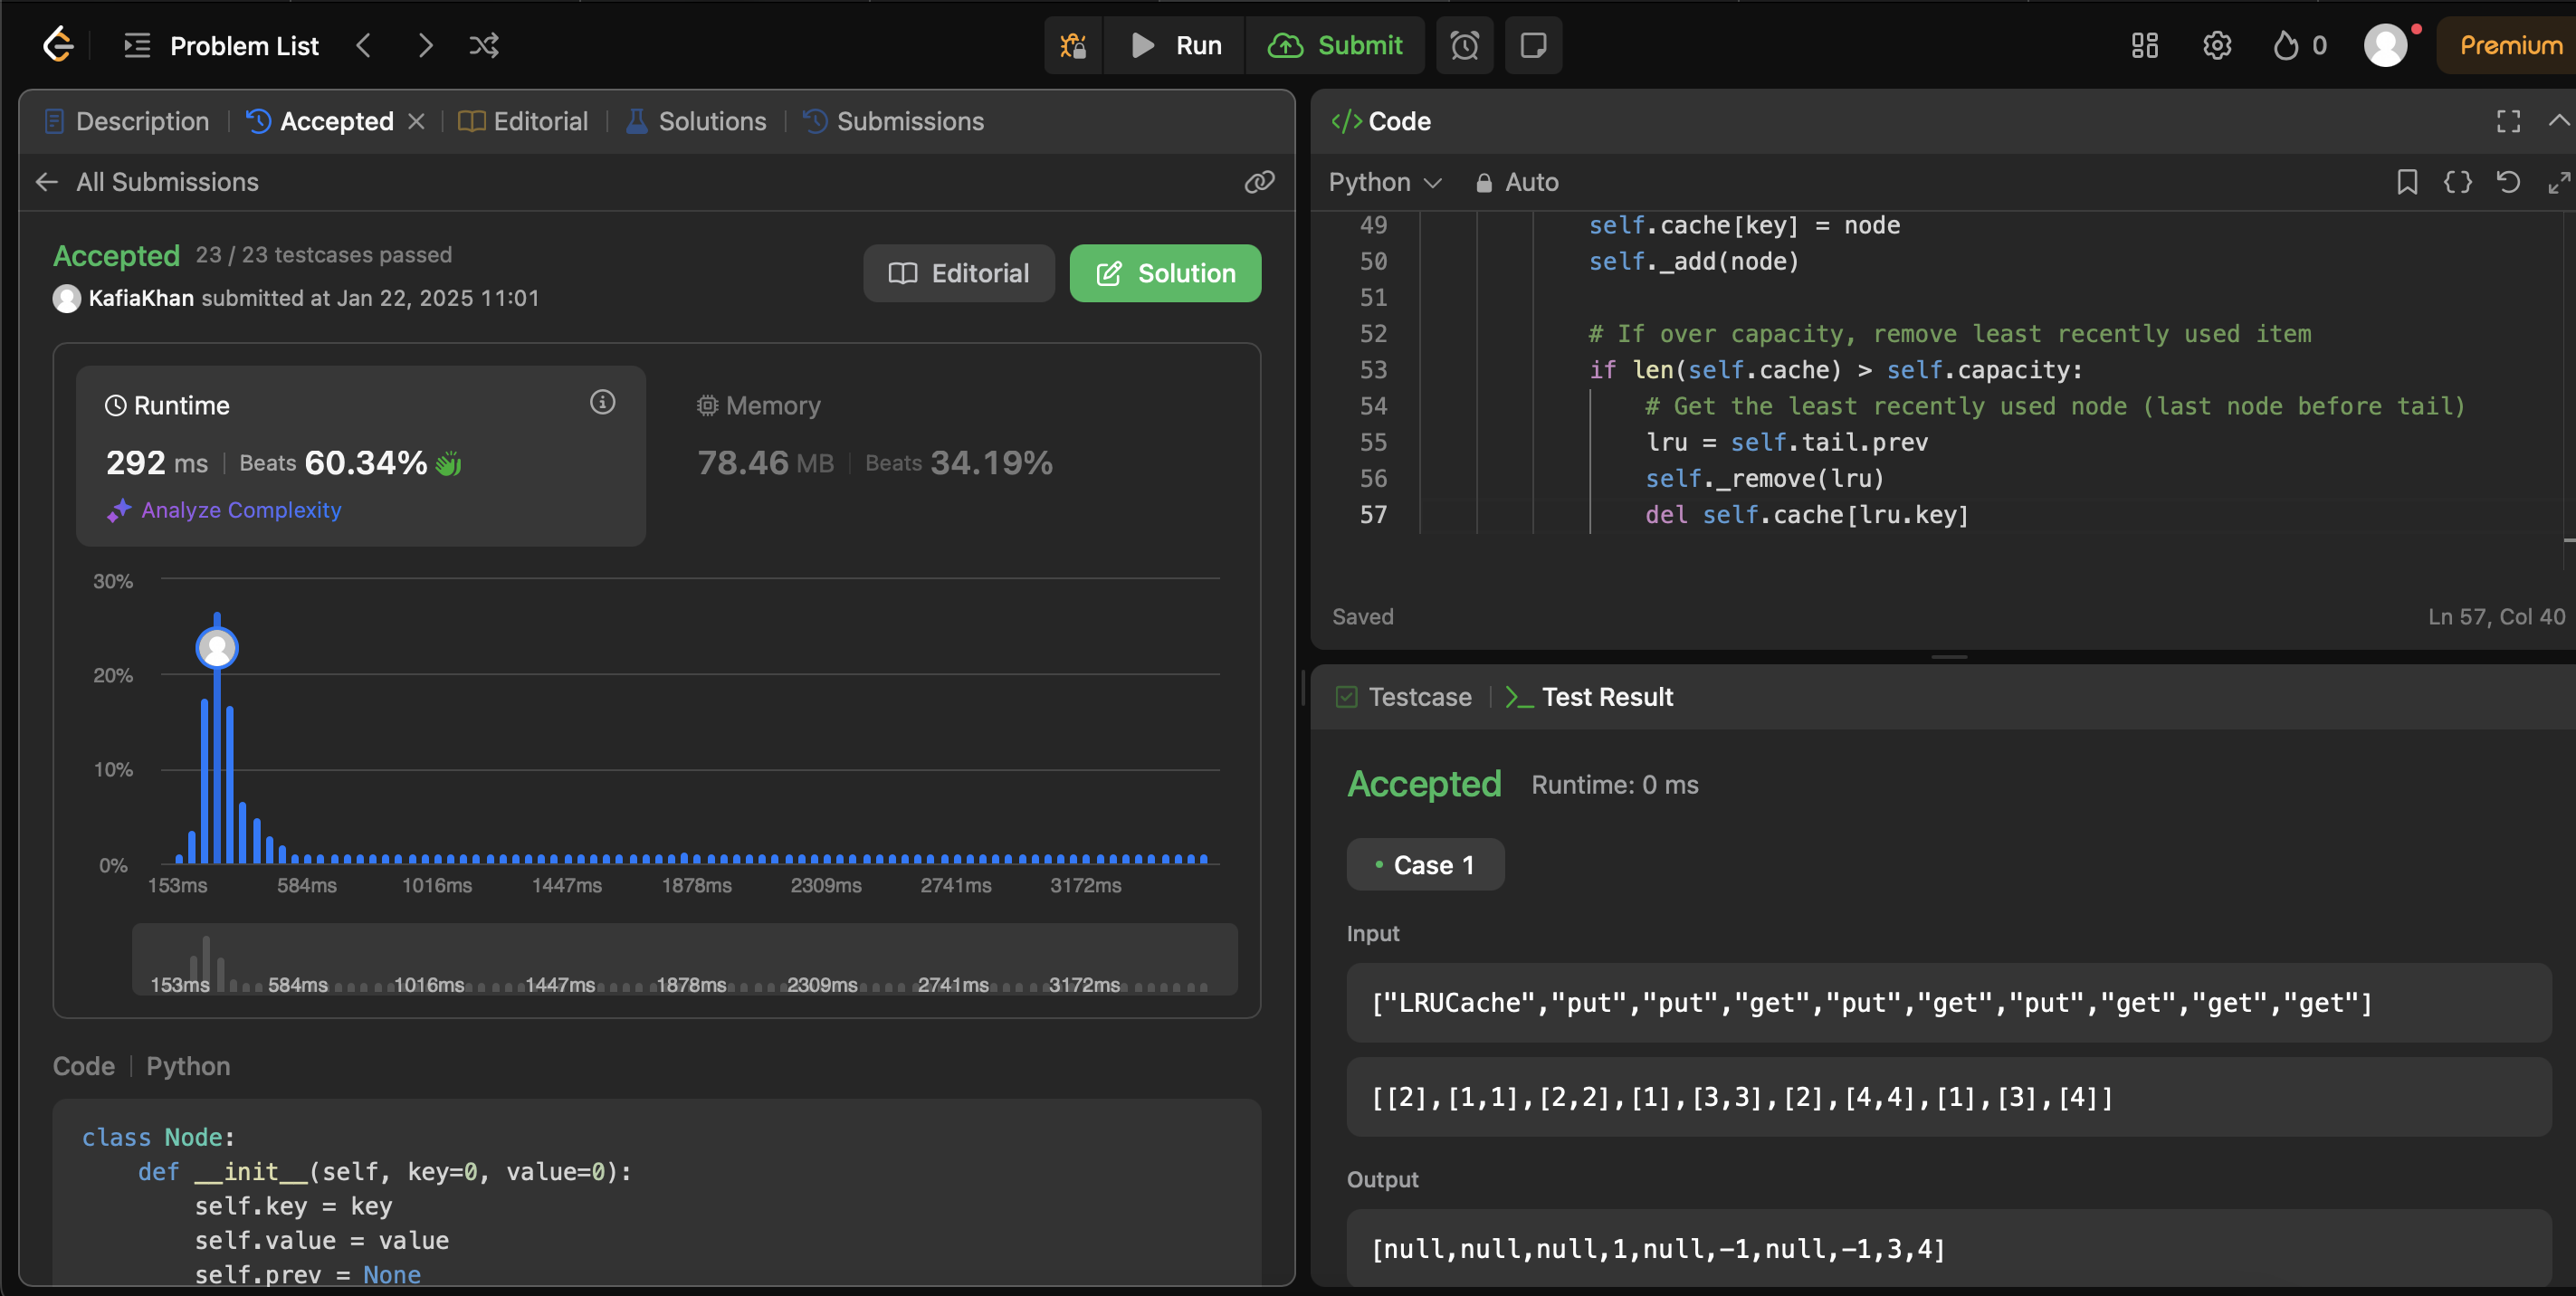 Problem List
Run
Submit
0
Premium
Description
Accepted
Editorial
Solutions
Submissions
All Submissions
Accepted 23 / 23 testcases passed
KafiaKhan submitted at Jan 22, 2025 11:01
Editorial
Solution
Runtime
292 ms | Beats 60.34%
Analyze Complexity
Memory
78.46 MB | Beats 34.19%
30%
20%
10%
0%
153ms 584ms 1016ms 1447ms 1878ms 2309ms 2741ms 3172ms
153ms 584ms 1016ms 1447ms 1878ms 2309ms 2741ms 3172ms
Code | Python
class Node:
    def __init__(self, key=0, value=0):
        self.key = key
        self.value = value
        self.prev = None
</> Code
Python
Auto
49 self.cache[key] = node
50 self._add(node)
51
52 # If over capacity, remove least recently used item
53 if len(self.cache) > self.capacity:
54 # Get the least recently used node (last node before tail)
55 lru = self.tail.prev
56 self._remove(lru)
57 del self.cache[lru.key]
Saved
Ln 57, Col 40
Testcase
Test Result
Accepted Runtime: 0 ms
• Case 1
Input
["LRUCache","put","put","get","put","get","put","get","get","get"]
[[2],[1,1],[2,2],[1],[3,3],[2],[4,4],[1],[3],[4]]
Output
[null,null,null,1,null,-1,null,-1,3,4]